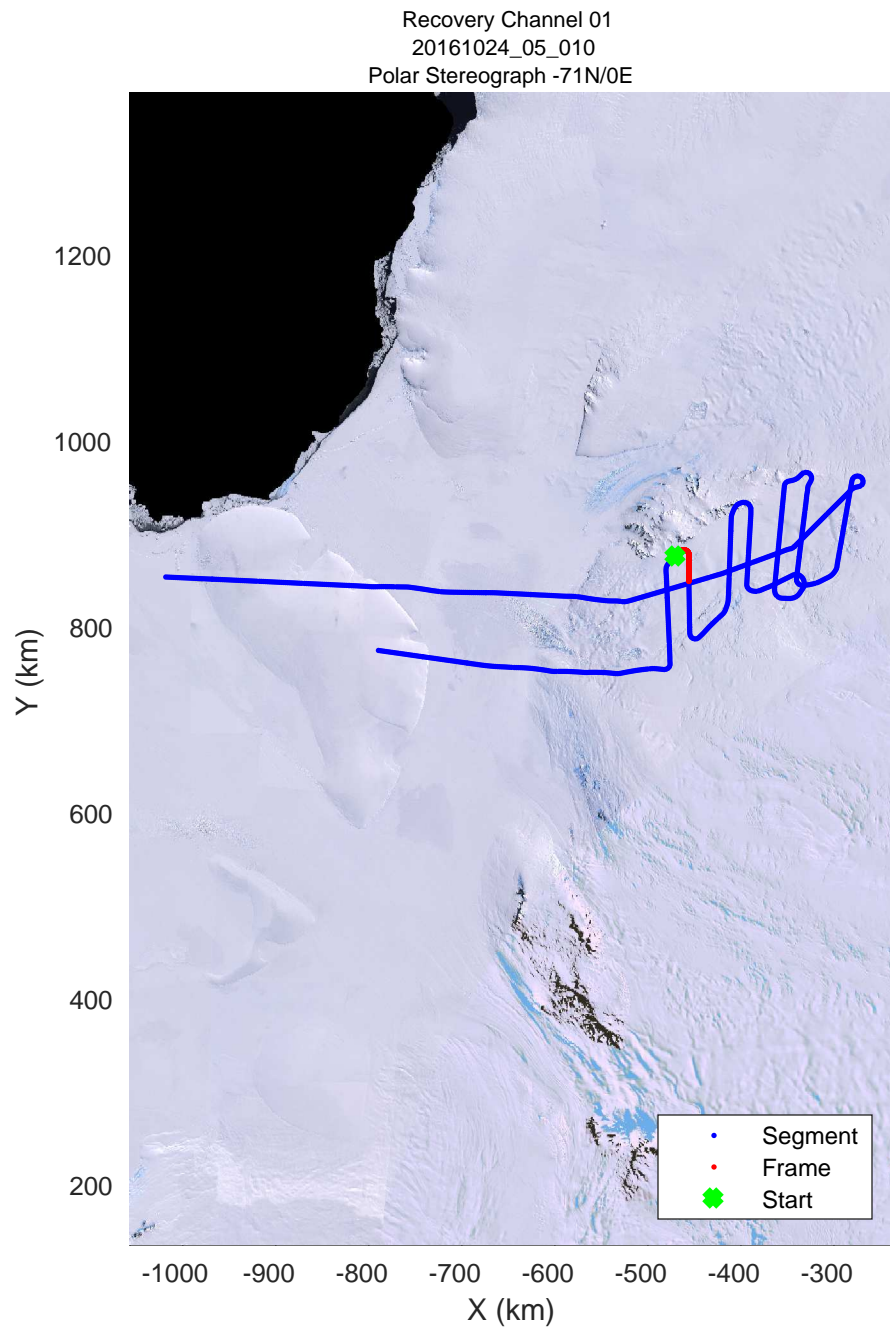 Recovery Channel 01
20161024_05_010
Polar Stereograph -71N/0E
1200
1000
800
600
400
200
Y (km)
-1000 -900 -800 -700 -600 -500 -400 -300
X (km)
Segment
Frame
Start